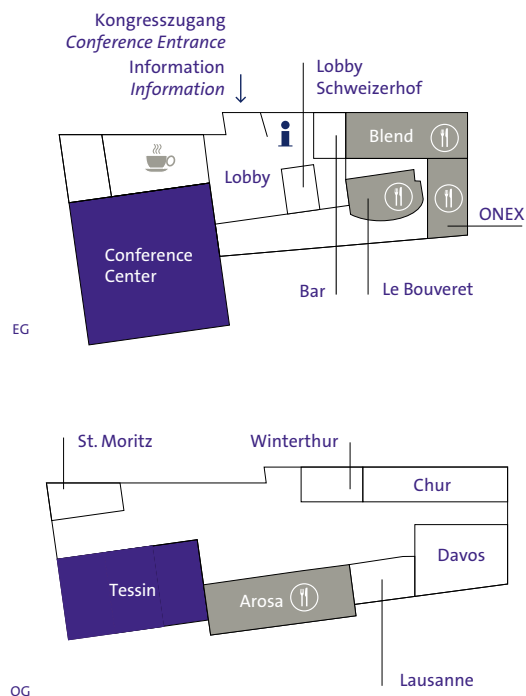 Kongresszugang
Conference Entrance
Information
Information
Lobby
Schweizerhof
Blend
Lobby
ONEX
Conference
Center
Bar
Le Bouveret
EG
St. Moritz
Winterthur
Chur
Davos
Tessin
Arosa
Lausanne
OG